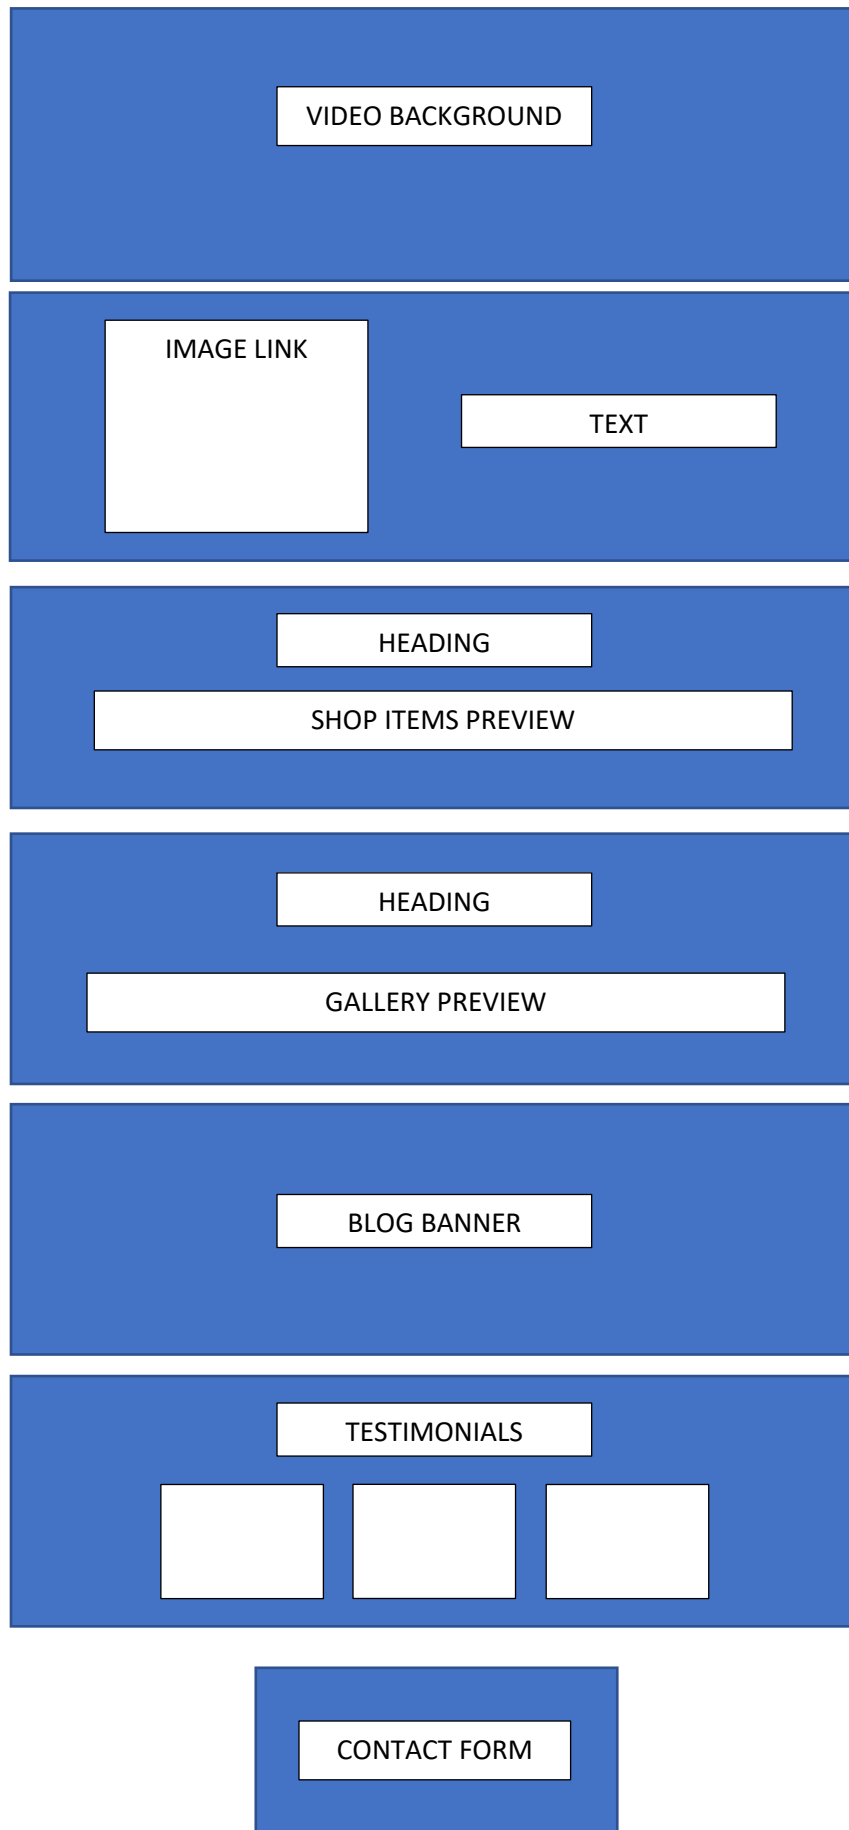 VIDEO BACKGROUND
IMAGE LINK
TEXT
HEADING
SHOP ITEMS PREVIEW
HEADING
GALLERY PREVIEW
BLOG BANNER
TESTIMONIALS
CONTACT FORM